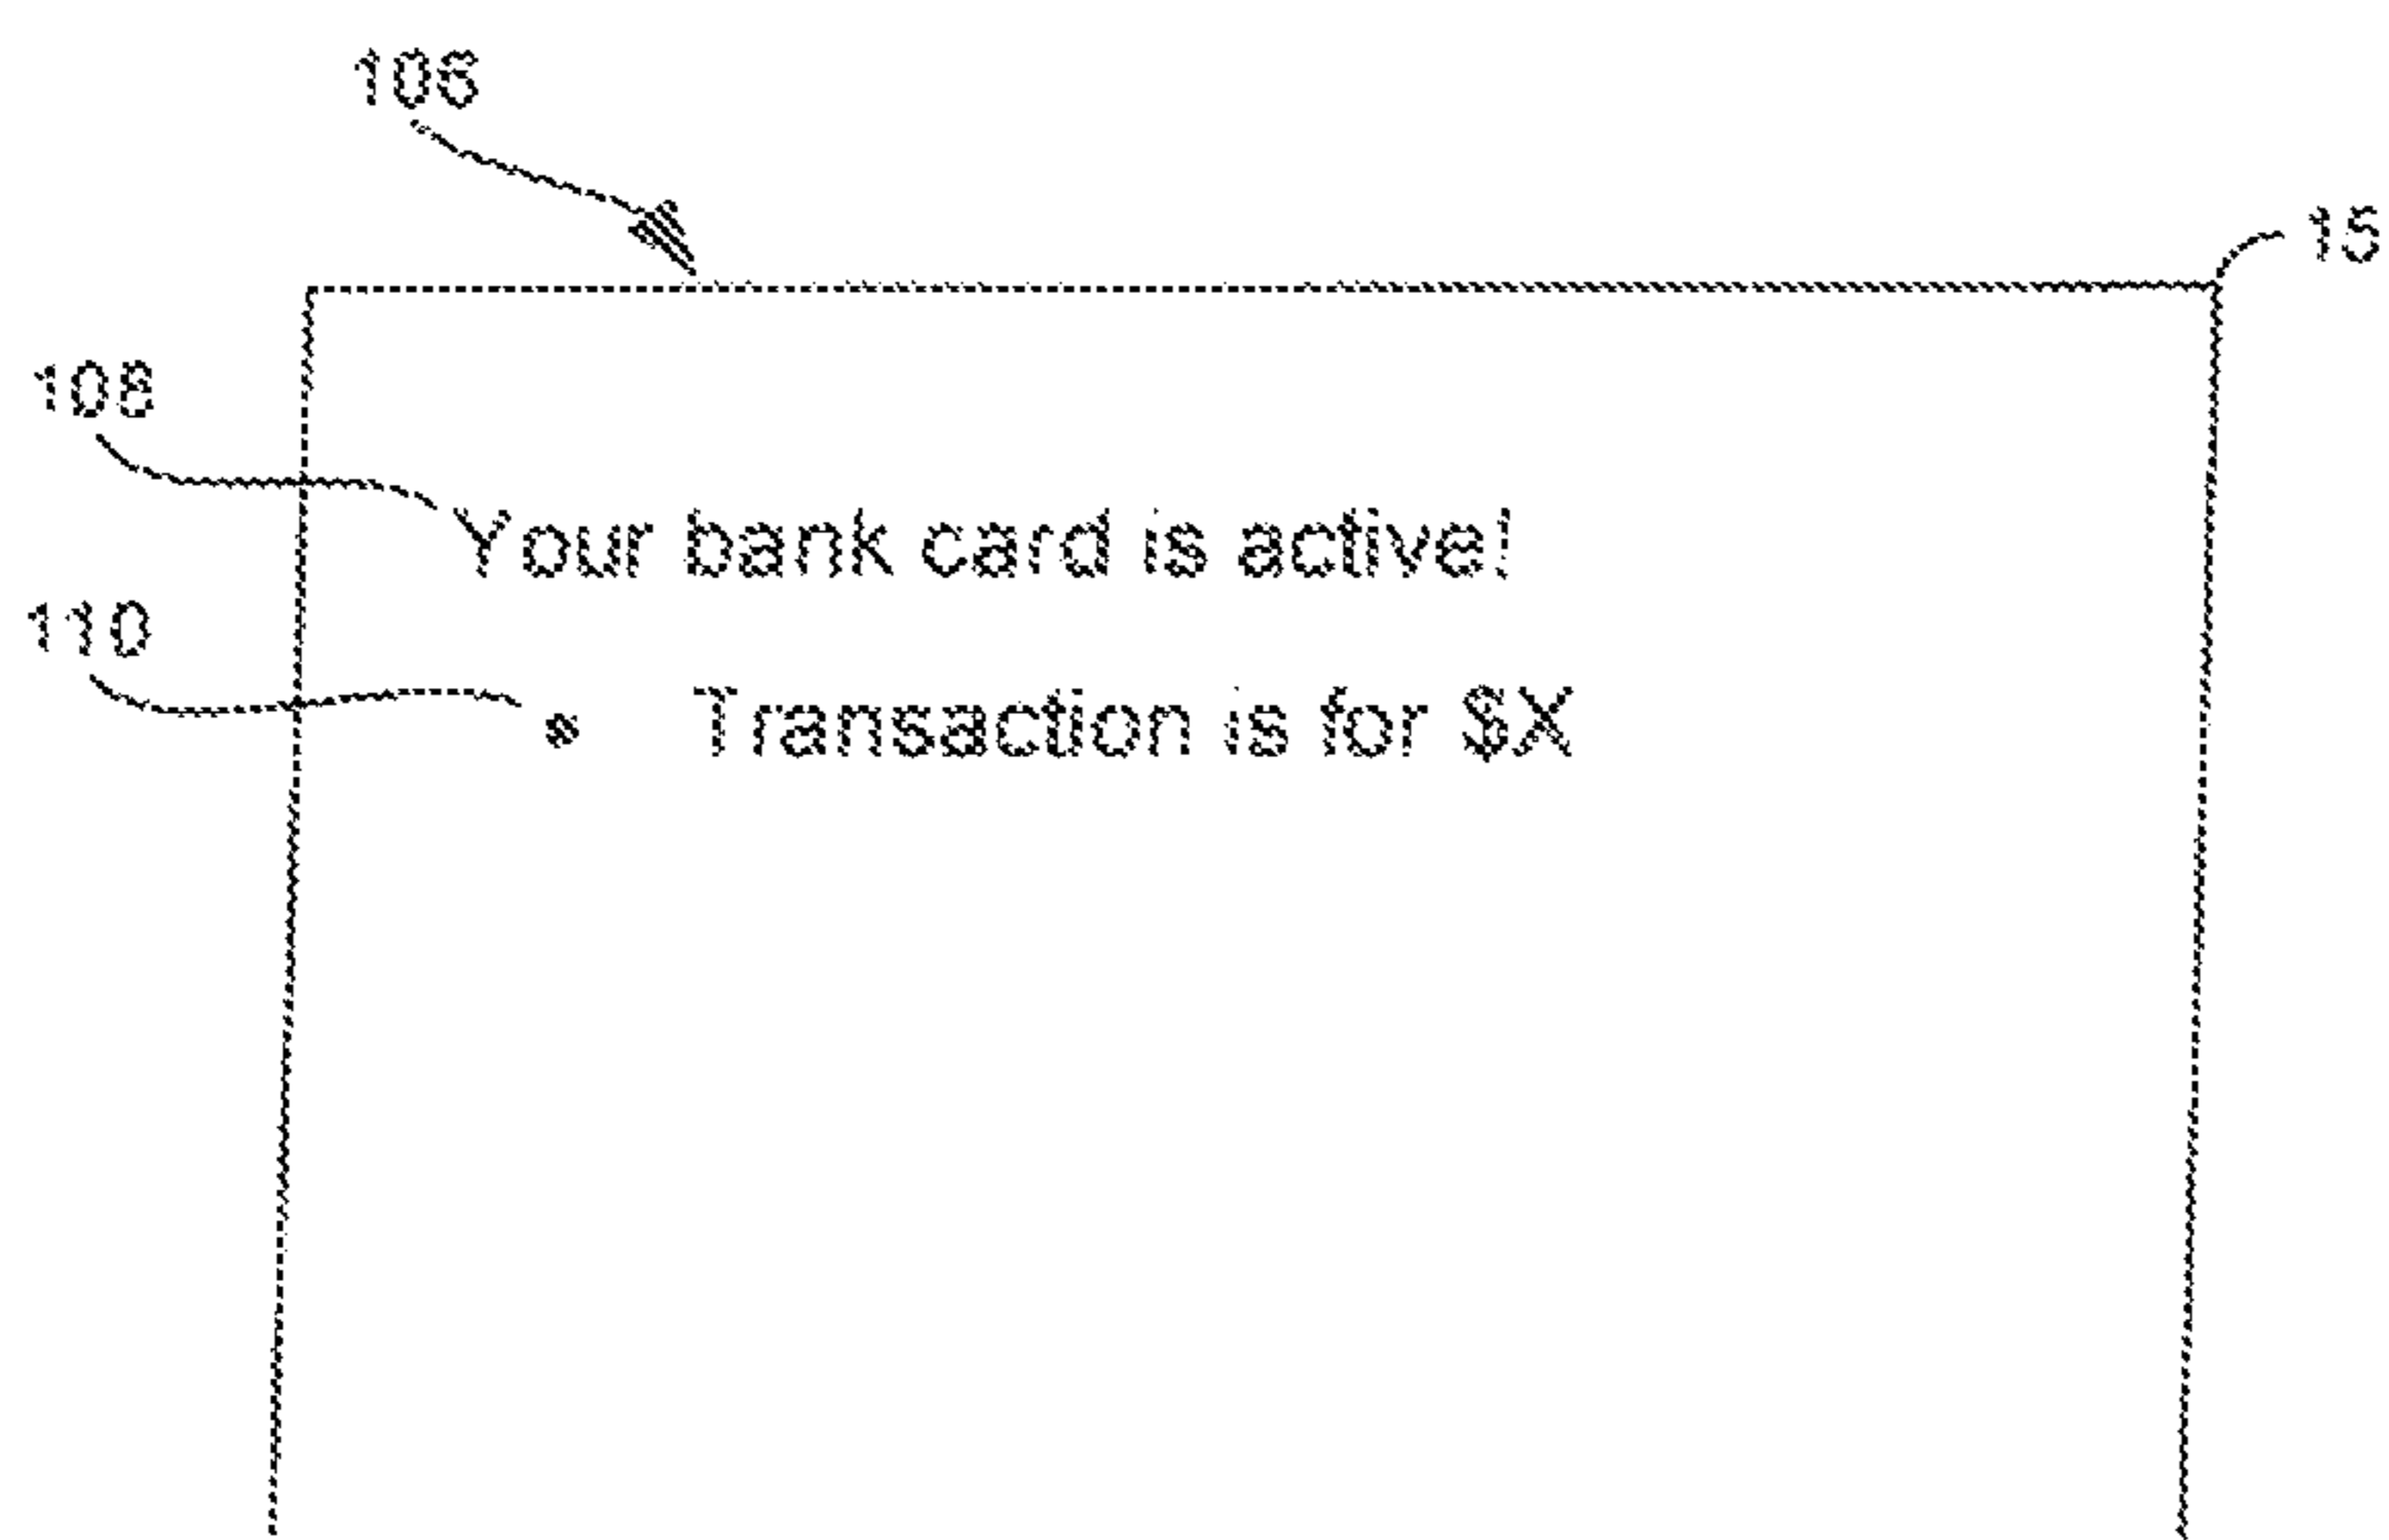 106
15
108
Your bank card is active!
110
• Transaction is for $X